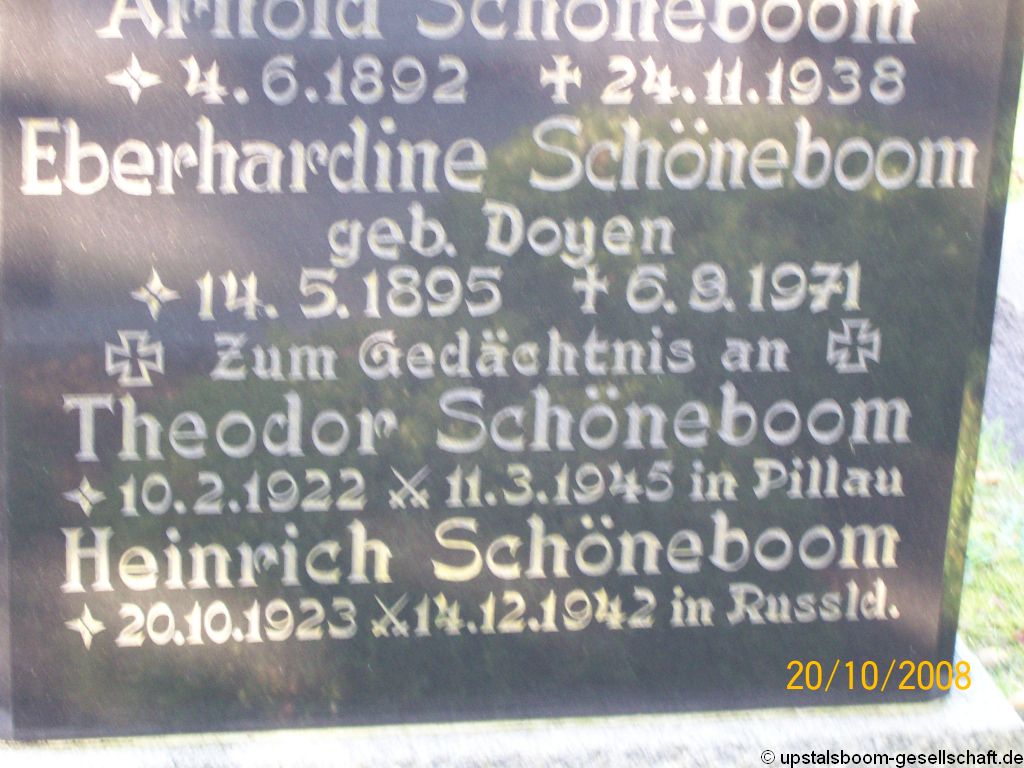 Arnold Schöneboom
4.6.1892 24.11.1938
Eberhardine Schöneboom
geb. Doyen
14.5.1895 6.9.1971
Zum Gedächtnis an
Theodor Schöneboom
10.2.1922 11.3.1945 in Pillau
Heinrich Schöneboom
20.10.1923 14.12.1942 in Russld.
20/10/2008
© upstalsboom-gesellschaft.de